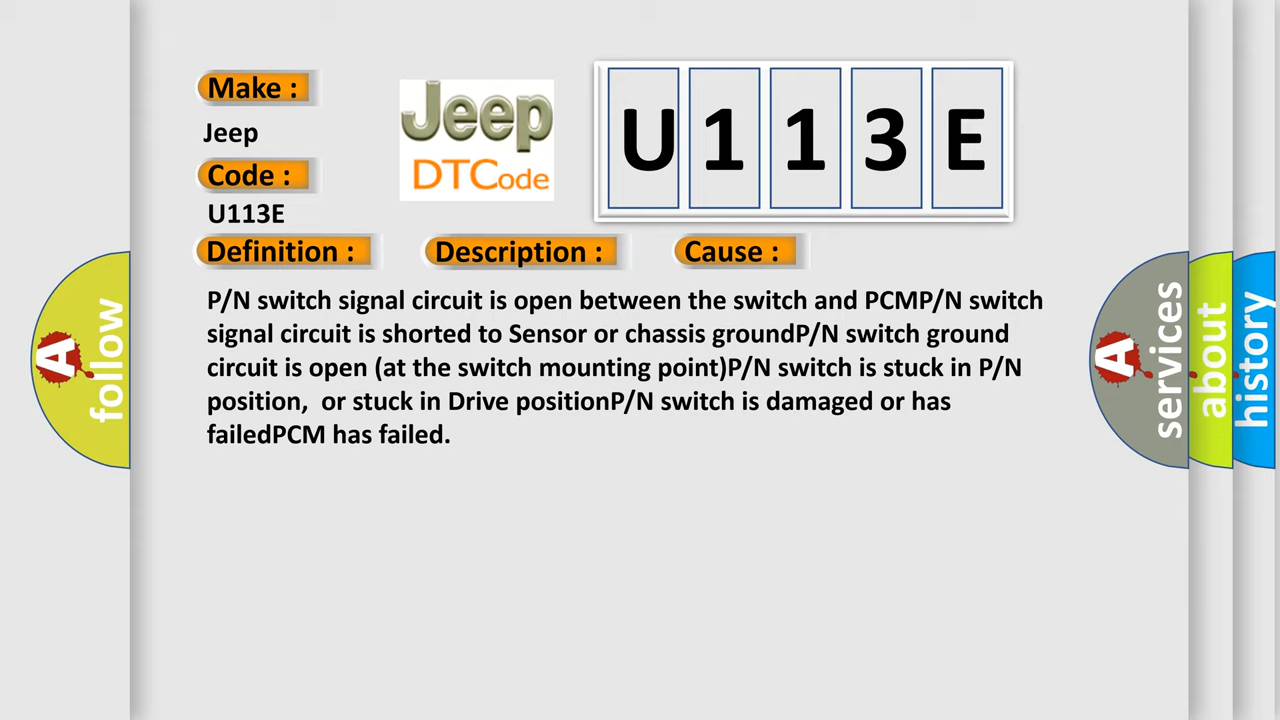 Make :
Jeep
Code :
U113E
Jeep
DTCode
U113E
Definition :
Description :
Cause :
P/N switch signal circuit is open between the switch and PCMP/N switch
signal circuit is shorted to Sensor or chassis groundP/N switch ground
circuit is open (at the switch mounting point)P/N switch is stuck in P/N
position,  or stuck in Drive positionP/N switch is damaged or has
failedPCM has failed.
A
follow
A
services
about
history